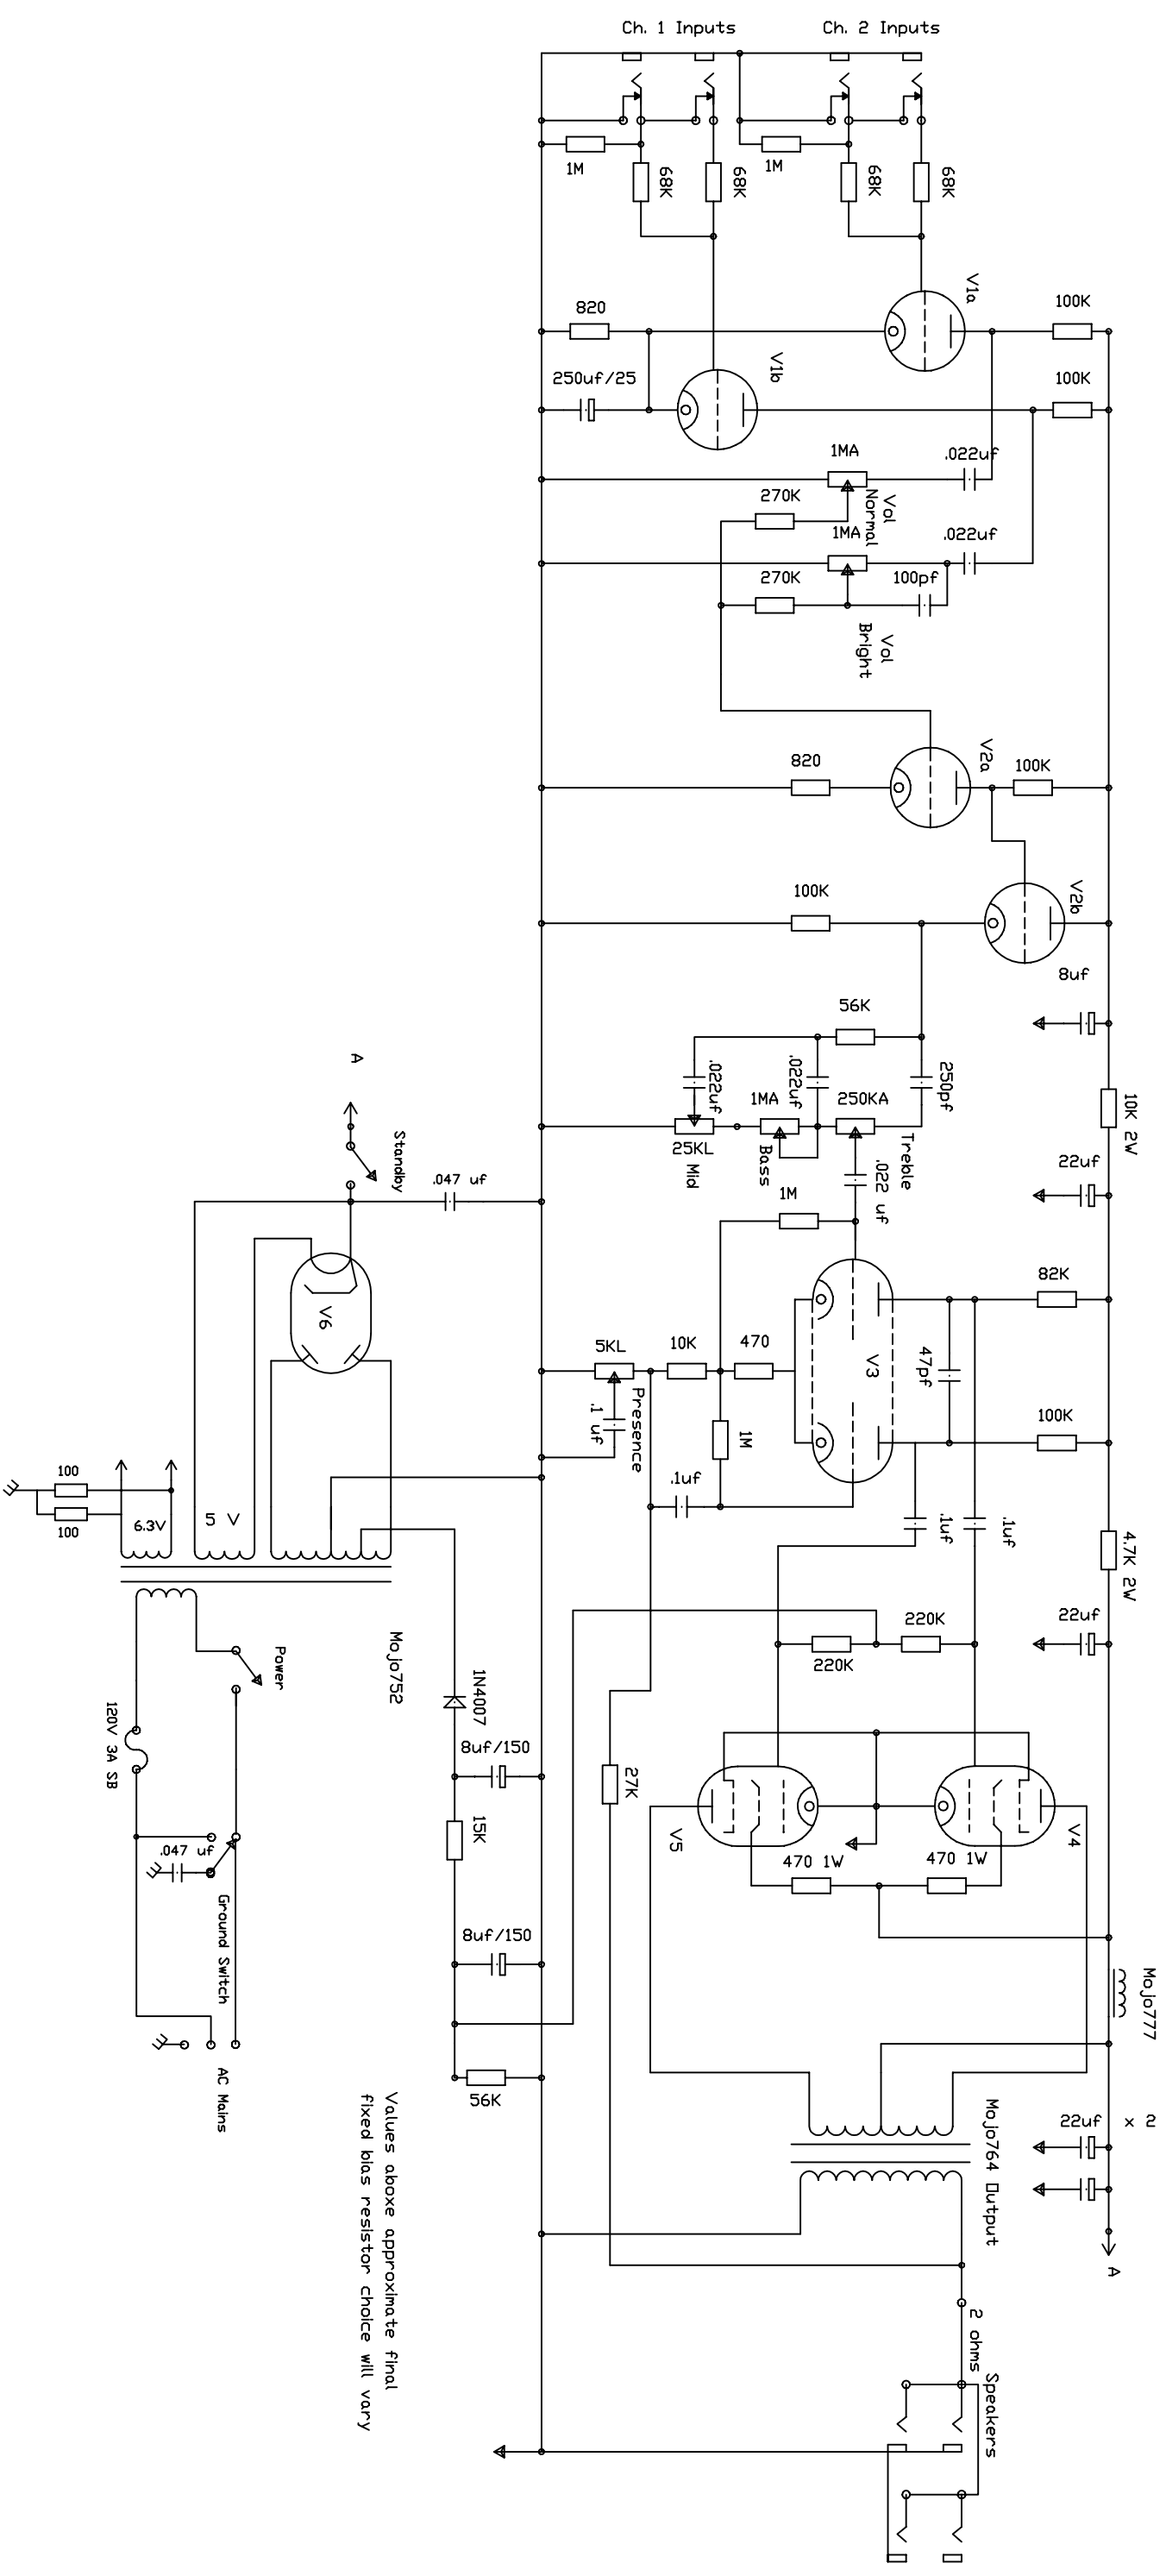 Ch. 1 Inputs
Ch. 2 Inputs
1M
1M
68K
68K
68K
68K
V1a
100K
820
V1b
250uf/25
100K
1MA
.022uf
Vol
Normal
270K
1MA
.022uf
270K
100pf
Vol
Bright
V2a
820
100K
V2b
100K
8uf
56K
A
.022uf
.022uf
250pf
1MA
250KA
10K 2W
25KL
Mid
Bass
Treble
Standby
.022 uf
22uf
.047 uf
1M
82K
V6
5KL
10K
470
V3
47pf
Presence
.1 uf
100K
1M
.1uf
100
100
6.3V
5 V
.1uf
.1uf
4.7K 2W
22uf
220K
220K
Mojo752
Power
1N4007
120V 3A SB
8uf/150
27K
15K
V5
V4
.047 uf
470 1W
470 1W
Ground Switch
8uf/150
Mojo777
AC Mains
56K
22uf x 2
Mojo764 Output
A
Values aboxe approximate final
fixed bias resistor choice will vary
2 ohms
Speakers